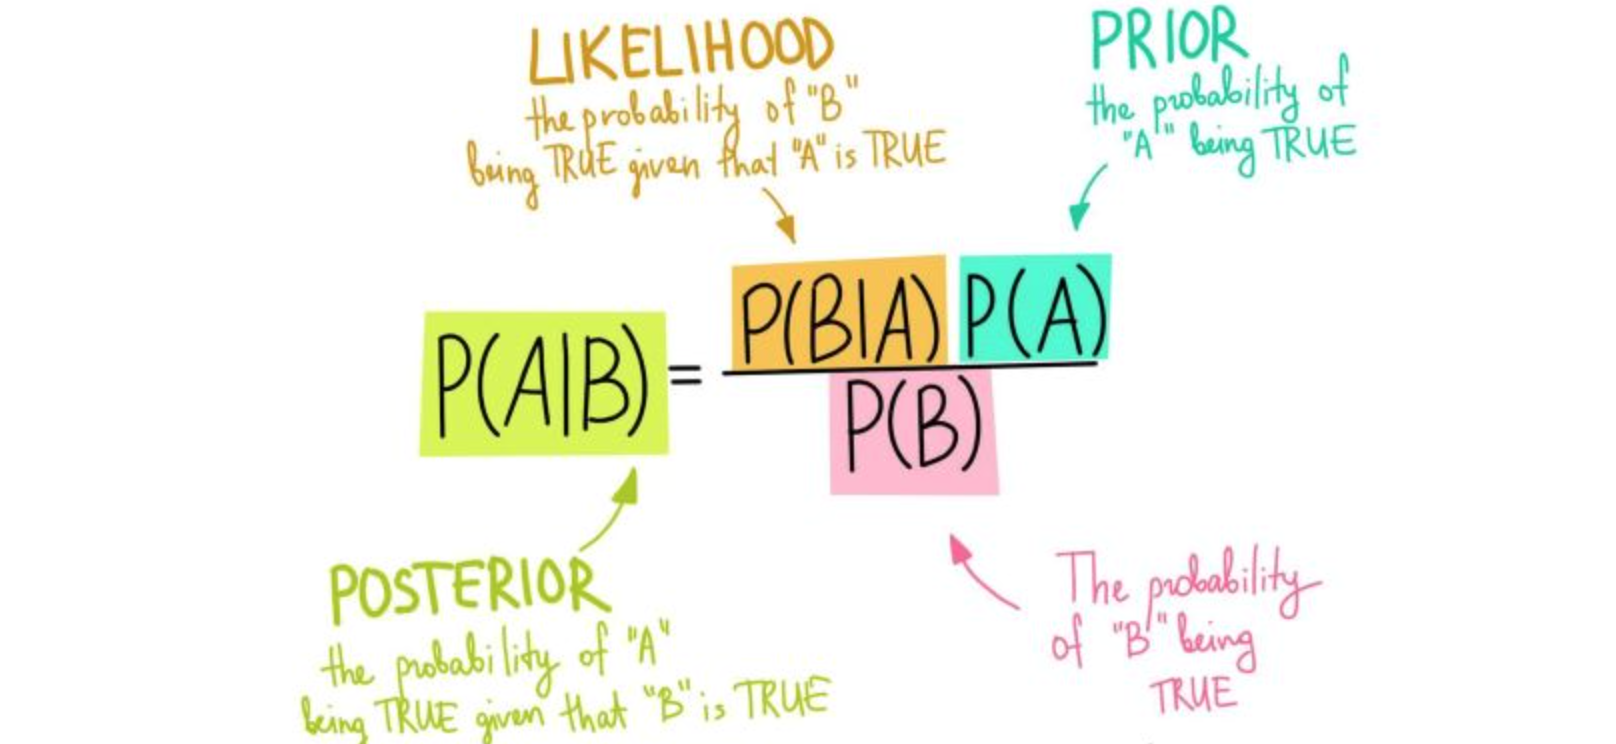 LIKELIHOOD
the probability of "B"
being TRUE given that "A" is TRUE
PRIOR
the probability of
"A" being TRUE
P(A|B) = P(B|A) P(A)
P(B)
POSTERIOR
the probability of "A"
being TRUE given that "B" is TRUE
The probability
of "B" being
TRUE